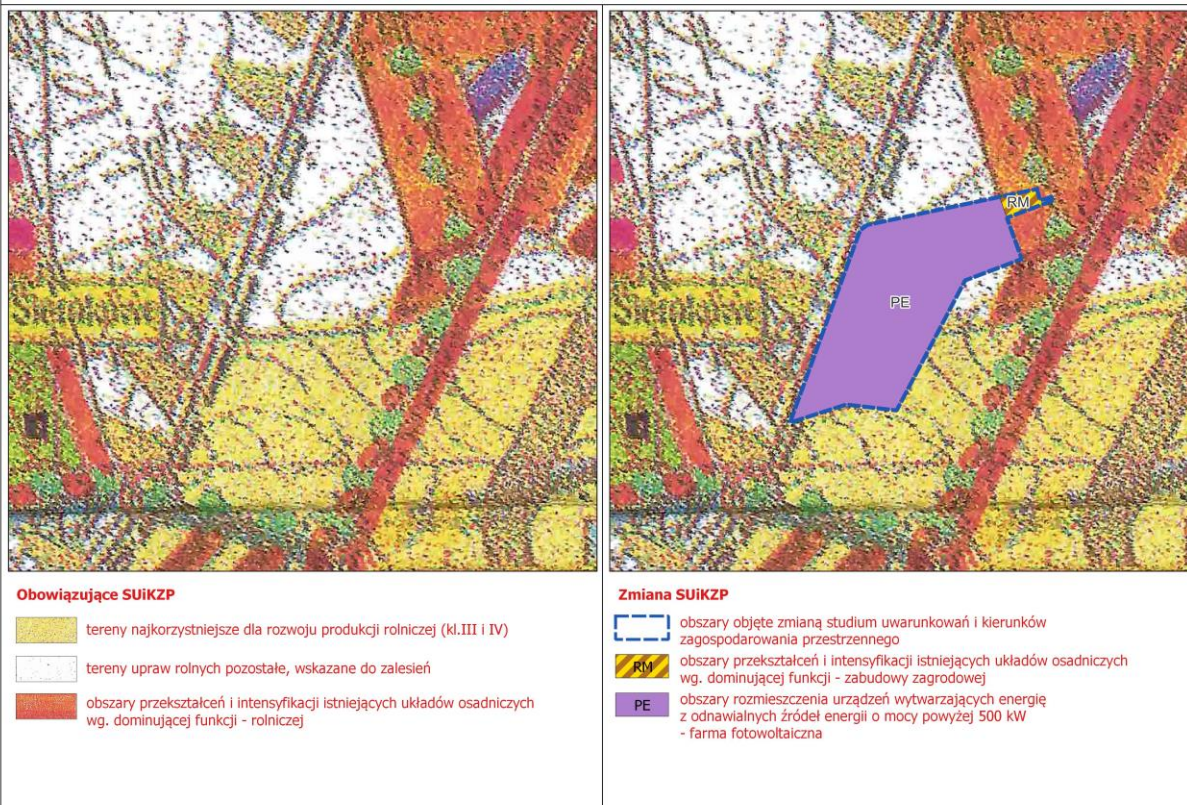 RM
PE
Obowiązujące SUiKZP
tereny najkorzystniejsze dla rozwoju produkcji rolniczej (kl.III i IV)
tereny upraw rolnych pozostałe, wskazane do zalesień
obszary przekształceń i intensyfikacji istniejących układów osadniczych
wg. dominującej funkcji - rolniczej
Zmiana SUiKZP
obszary objęte zmianą studium uwarunkowań i kierunków
zagospodarowania przestrzennego
RM
obszary przekształceń i intensyfikacji istniejących układów osadniczych
wg. dominującej funkcji - zabudowy zagrodowej
PE
obszary rozmieszczenia urządzeń wytwarzających energię
z odnawialnych źródeł energii o mocy powyżej 500 kW
- farma fotowoltaiczna